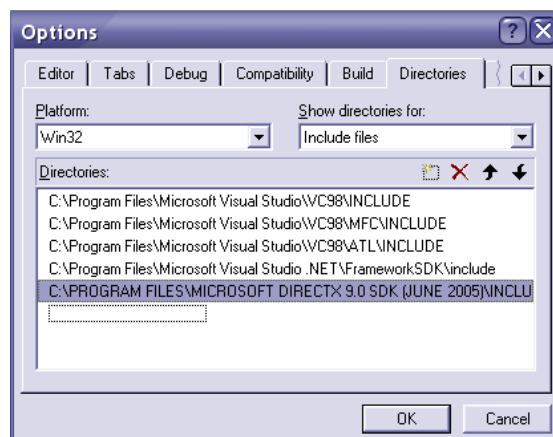 Options
Editor Tabs Debug Compatibility Build Directories
Platform: Show directories for:
Win32 Include files
Directories:
C:\Program Files\Microsoft Visual Studio\VC98\INCLUDE
C:\Program Files\Microsoft Visual Studio\VC98\MFC\INCLUDE
C:\Program Files\Microsoft Visual Studio\VC98\ATL\INCLUDE
C:\Program Files\Microsoft Visual Studio .NET\FrameworkSDK\include
C:\PROGRAM FILES\MICROSOFT DIRECTX 9.0 SDK (JUNE 2005)\INCLU
OK Cancel